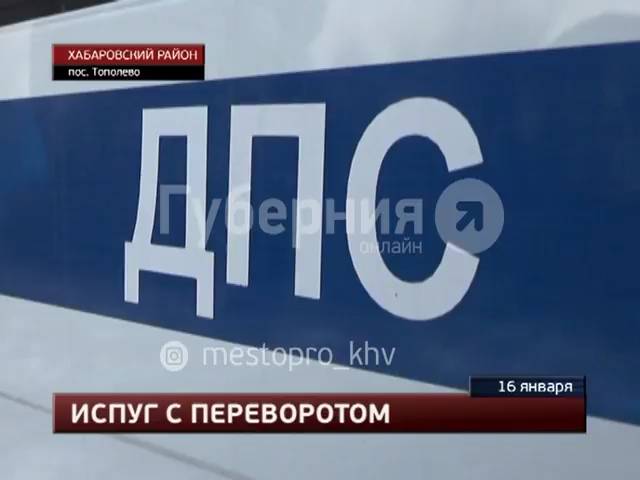 ХАБАРОВСКИЙ РАЙОН
пос. Тополево
ДПС
Губерния
онлайн
mestopro_khv
16 января
ИСПУГ С ПЕРЕВОРОТОМ